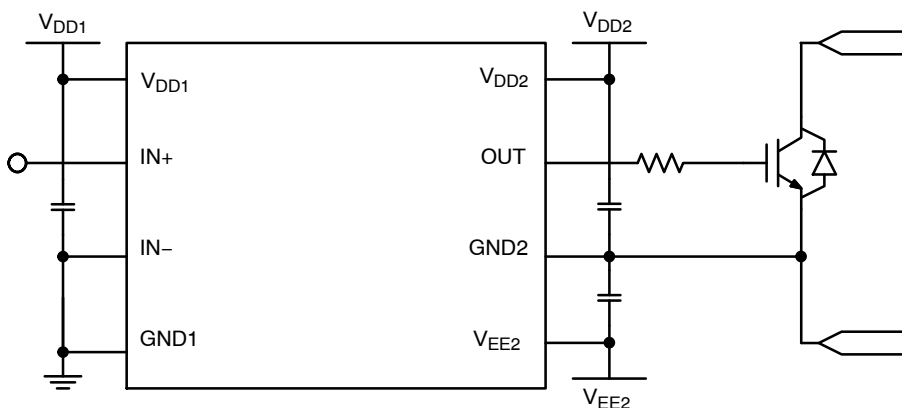 VDD1
VDD2
VDD1
VDD2
IN+
OUT
IN−
GND2
GND1
VEE2
VEE2